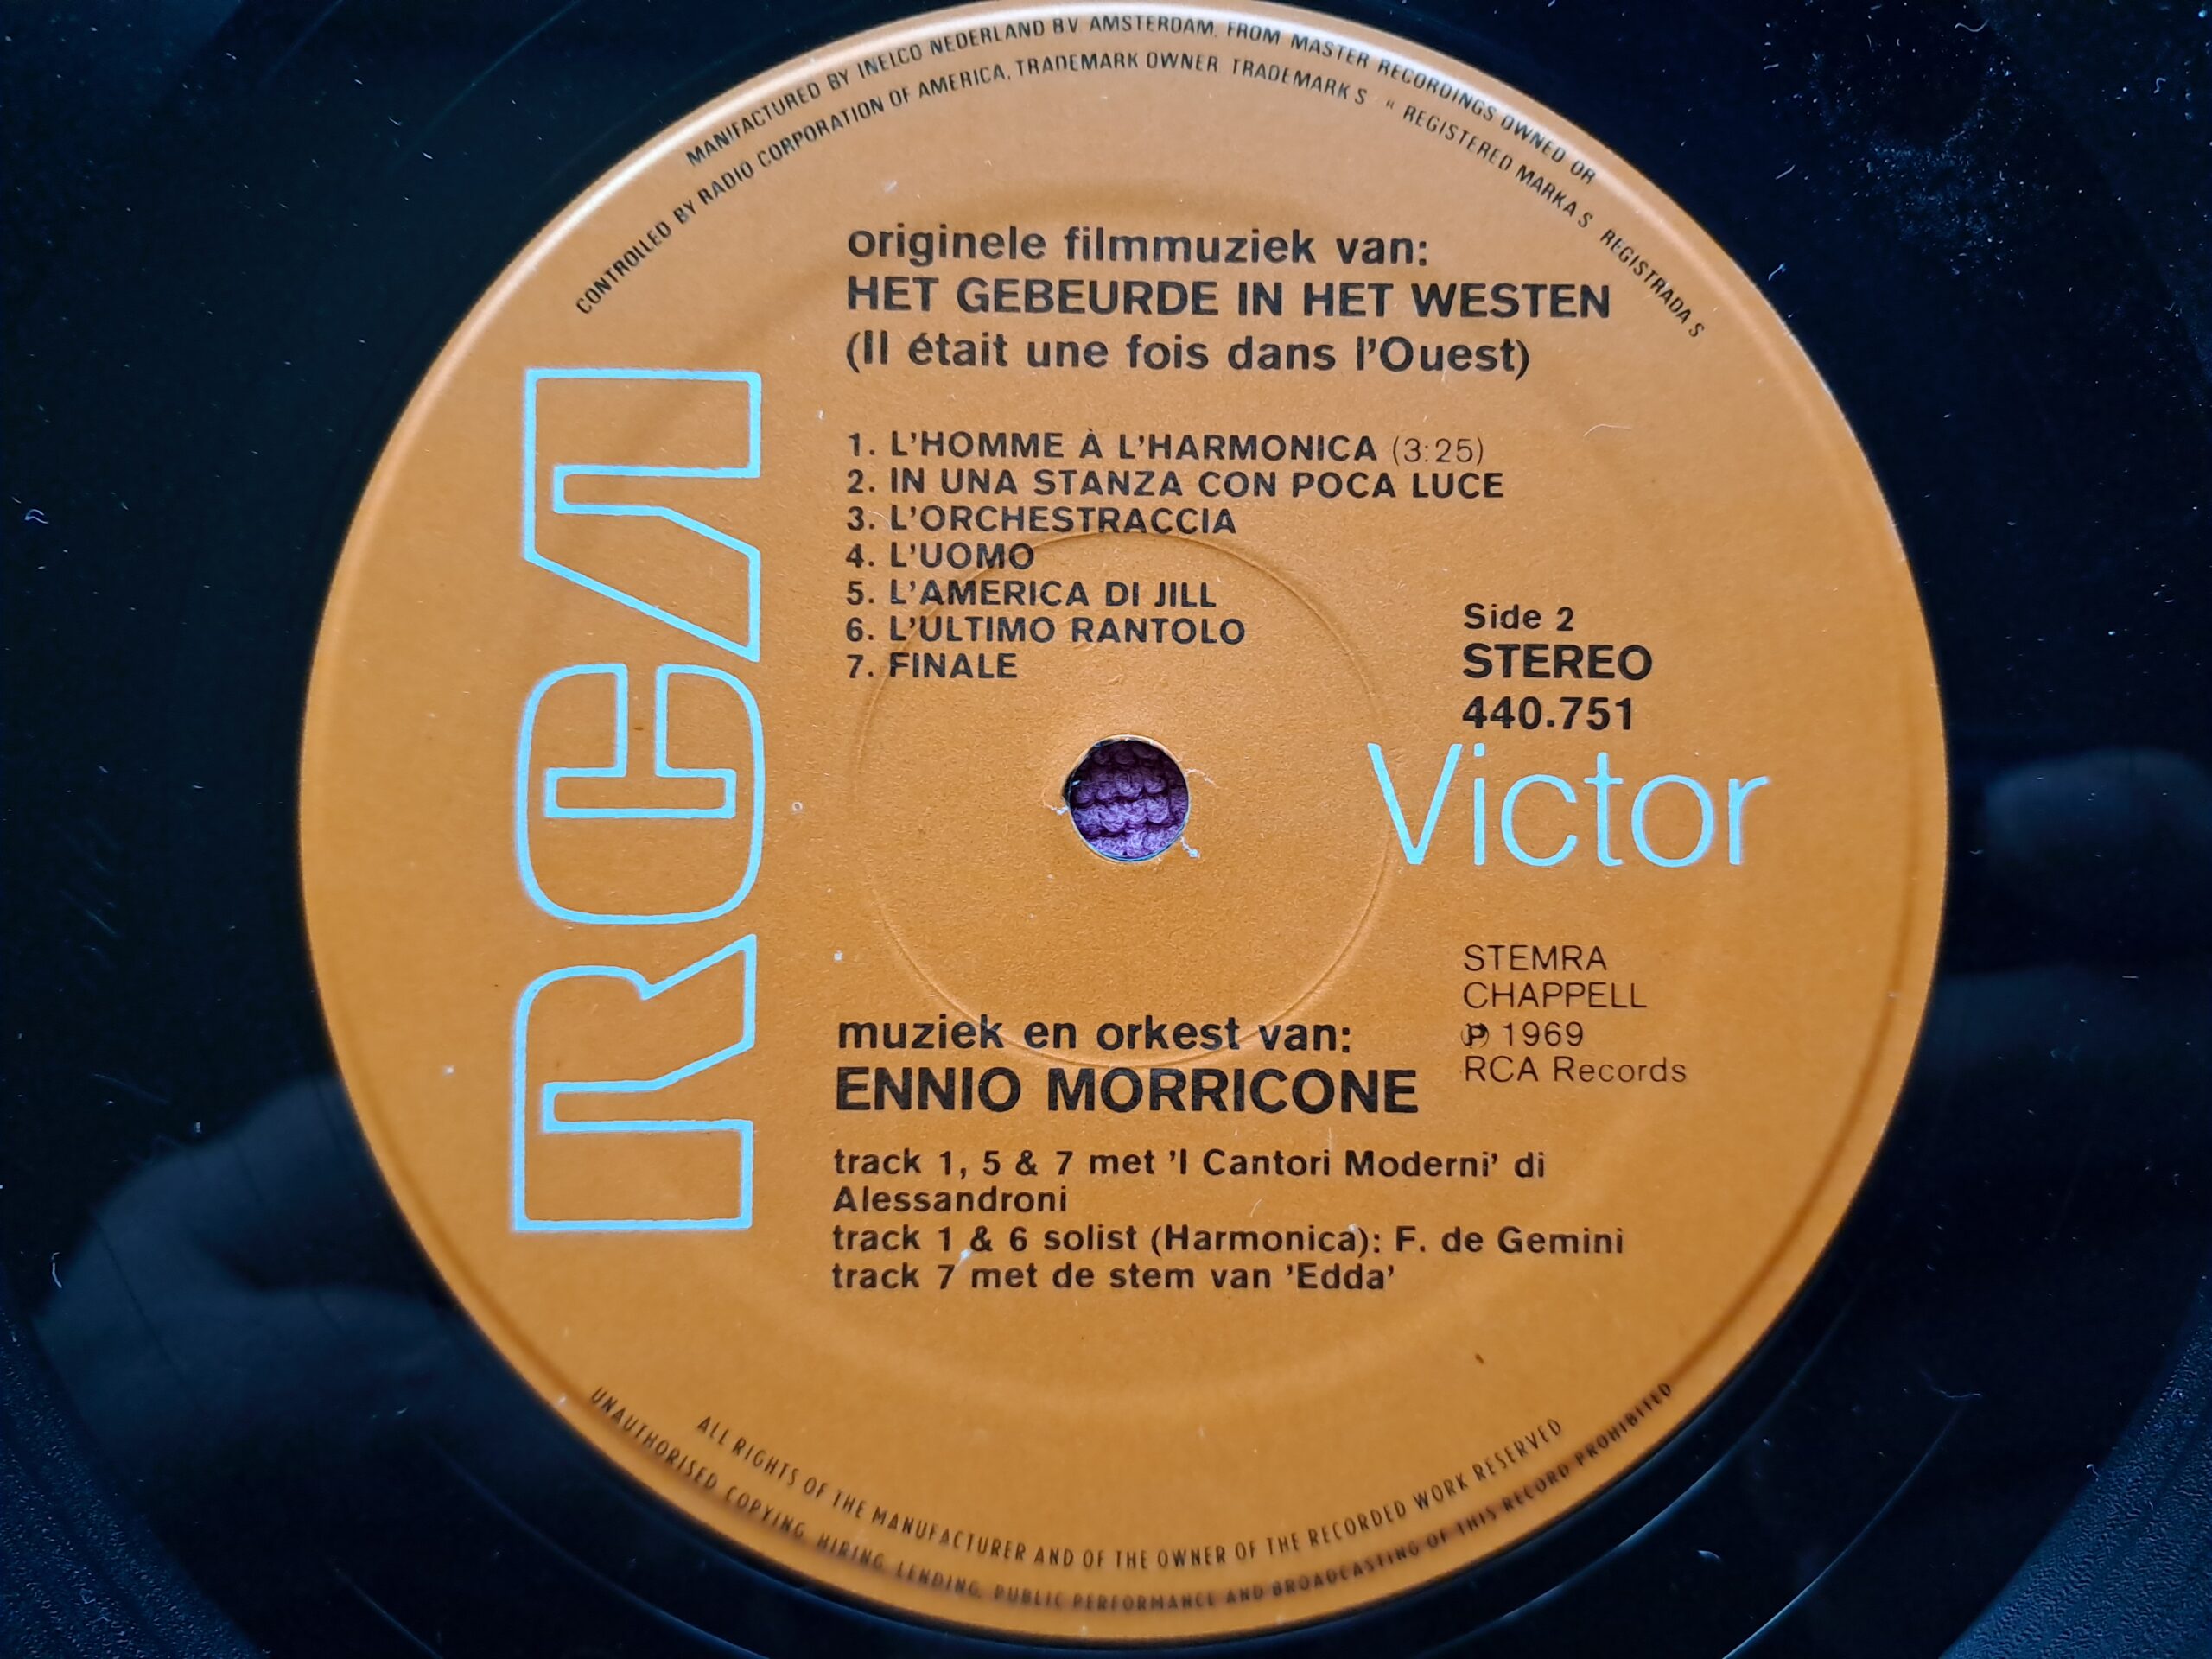 MANIFACTURED BY INELCO NEDERLAND BV AMSTERDAM. FROM MASTER RECORDINGS OWNED OR
CONTROLLED BY RADIO CORPORATION OF AMERICA, TRADEMARK OWNER TRADEMARK S " REGISTERED MARKA S REGISTRADA S
originele filmmuziek van:
HET GEBEURDE IN HET WESTEN
(Il était une fois dans l'Ouest)
1. L'HOMME À L'HARMONICA (3:25)
2. IN UNA STANZA CON POCA LUCE
3. L'ORCHESTRACCIA
4. L'UOMO
5. L'AMERICA DI JILL
6. L'ULTIMO RANTOLO
7. FINALE
Side 2
STEREO
440.751
RCA
Victor
STEMRA
CHAPPELL
℗ 1969
RCA Records
muziek en orkest van:
ENNIO MORRICONE
track 1, 5 & 7 met 'I Cantori Moderni' di
Alessandroni
track 1 & 6 solist (Harmonica): F. de Gemini
track 7 met de stem van 'Edda'
ALL RIGHTS OF THE MANUFACTURER AND OF THE OWNER OF THE RECORDED WORK RESERVED
UNAUTHORISED COPYING, HIRING, LENDING, PUBLIC PERFORMANCE AND BROADCASTING OF THIS RECORD PROHIBITED